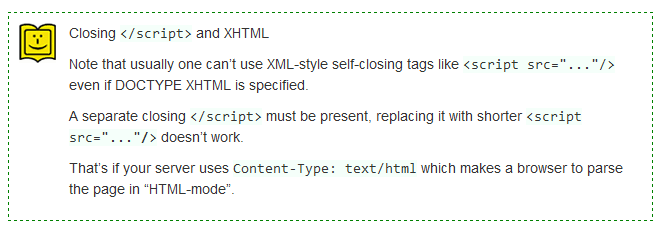 Closing </script> and XHTML
Note that usually one can’t use XML-style self-closing tags like <script src="..."/>
even if DOCTYPE XHTML is specified.
A separate closing </script> must be present, replacing it with shorter <script
src="..."/> doesn’t work.
That’s if your server uses Content-Type: text/html which makes a browser to parse
the page in “HTML-mode”.